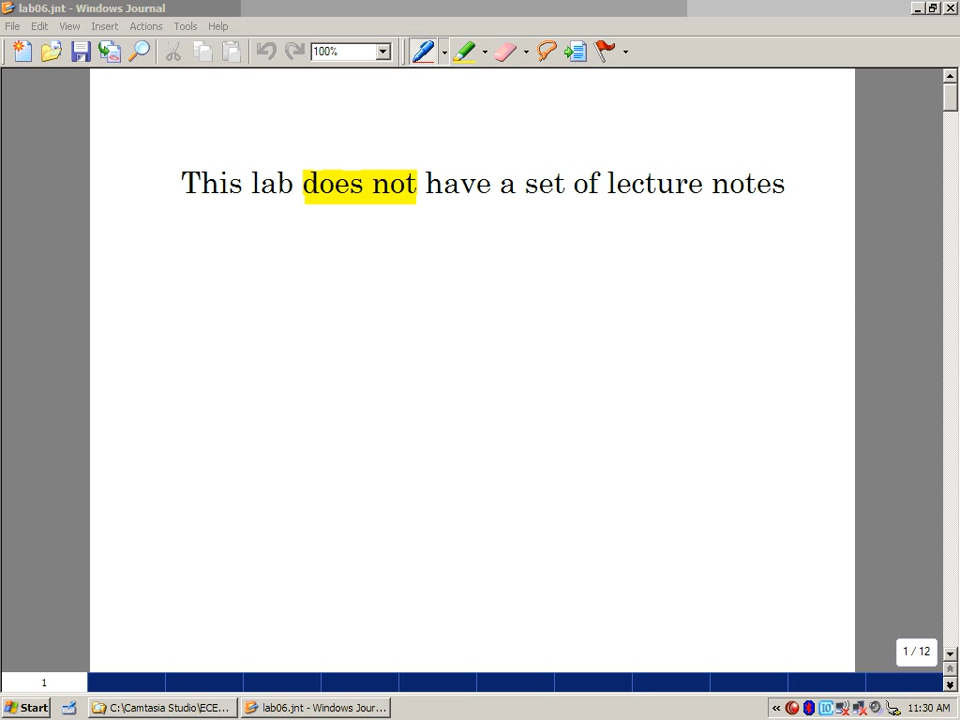 lab06.jnt - Windows Journal
File Edit View Insert Actions Tools Help
100%
This lab does not have a set of lecture notes
1 / 12
1
Start C:\Camtasia Studio\ECE... lab06.jnt - Windows Jour... 11:30 AM